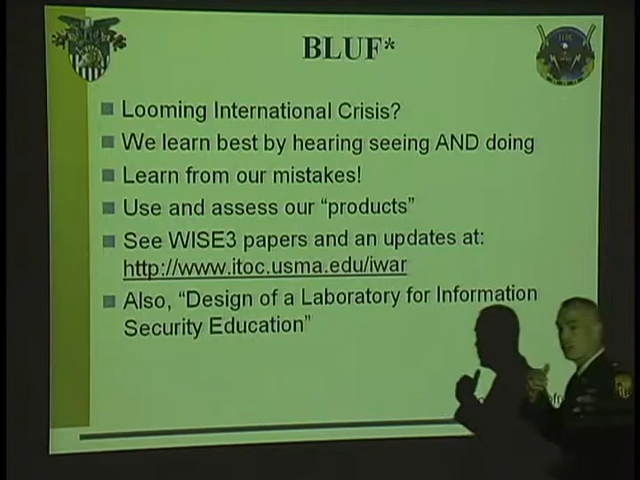 BLUF*
Looming International Crisis?
We learn best by hearing seeing AND doing
Learn from our mistakes!
Use and assess our “products”
See WISE3 papers and an updates at:
http://www.itoc.usma.edu/iwar
Also, “Design of a Laboratory for Information
Security Education”